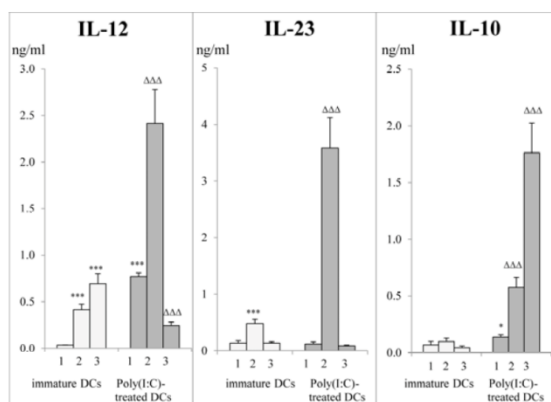 IL-12
ng/ml
3.0
ΔΔΔ
2.5
2.0
1.5
1.0
***
***
***
0.5
ΔΔΔ
0.0
1 2 3 1 2 3
immature DCs Poly(I:C)-
treated DCs
IL-23
ng/ml
5
ΔΔΔ
4
3
2
1
***
0
1 2 3 1 2 3
immature DCs Poly(I:C)-
treated DCs
IL-10
ng/ml
2.5
ΔΔΔ
2.0
1.5
1.0
ΔΔΔ
0.5
*
0.0
1 2 3 1 2 3
immature DCs Poly(I:C)-
treated DCs